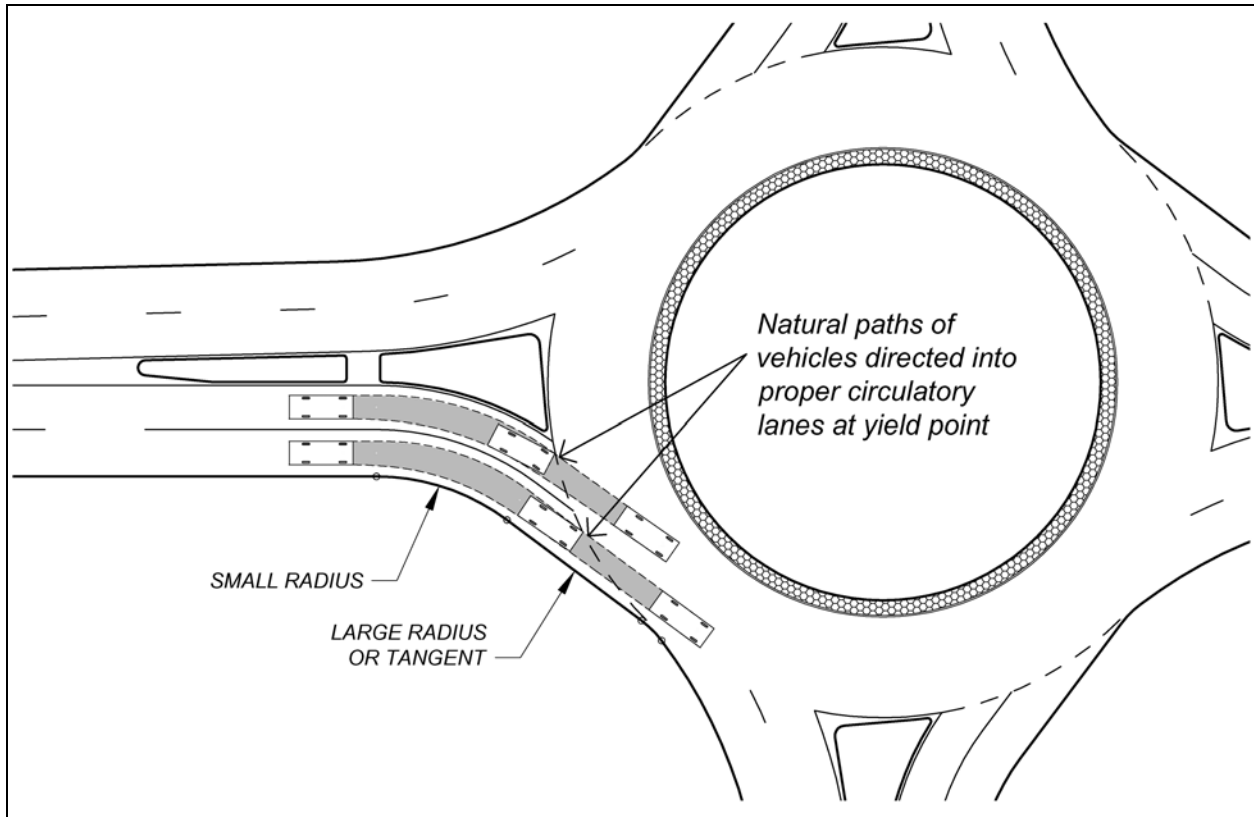 Natural paths of
vehicles directed into
proper circulatory
lanes at yield point
SMALL RADIUS
LARGE RADIUS
OR TANGENT